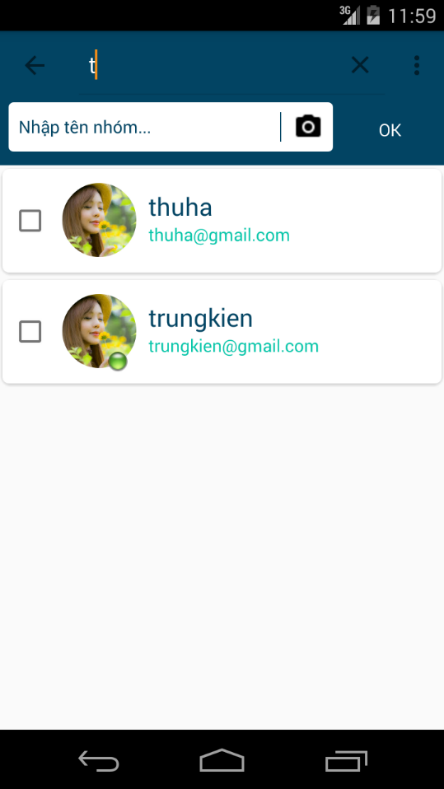 3G 11:59
t
Nhập tên nhóm... OK
thuha
thuha@gmail.com
trungkien
trungkien@gmail.com